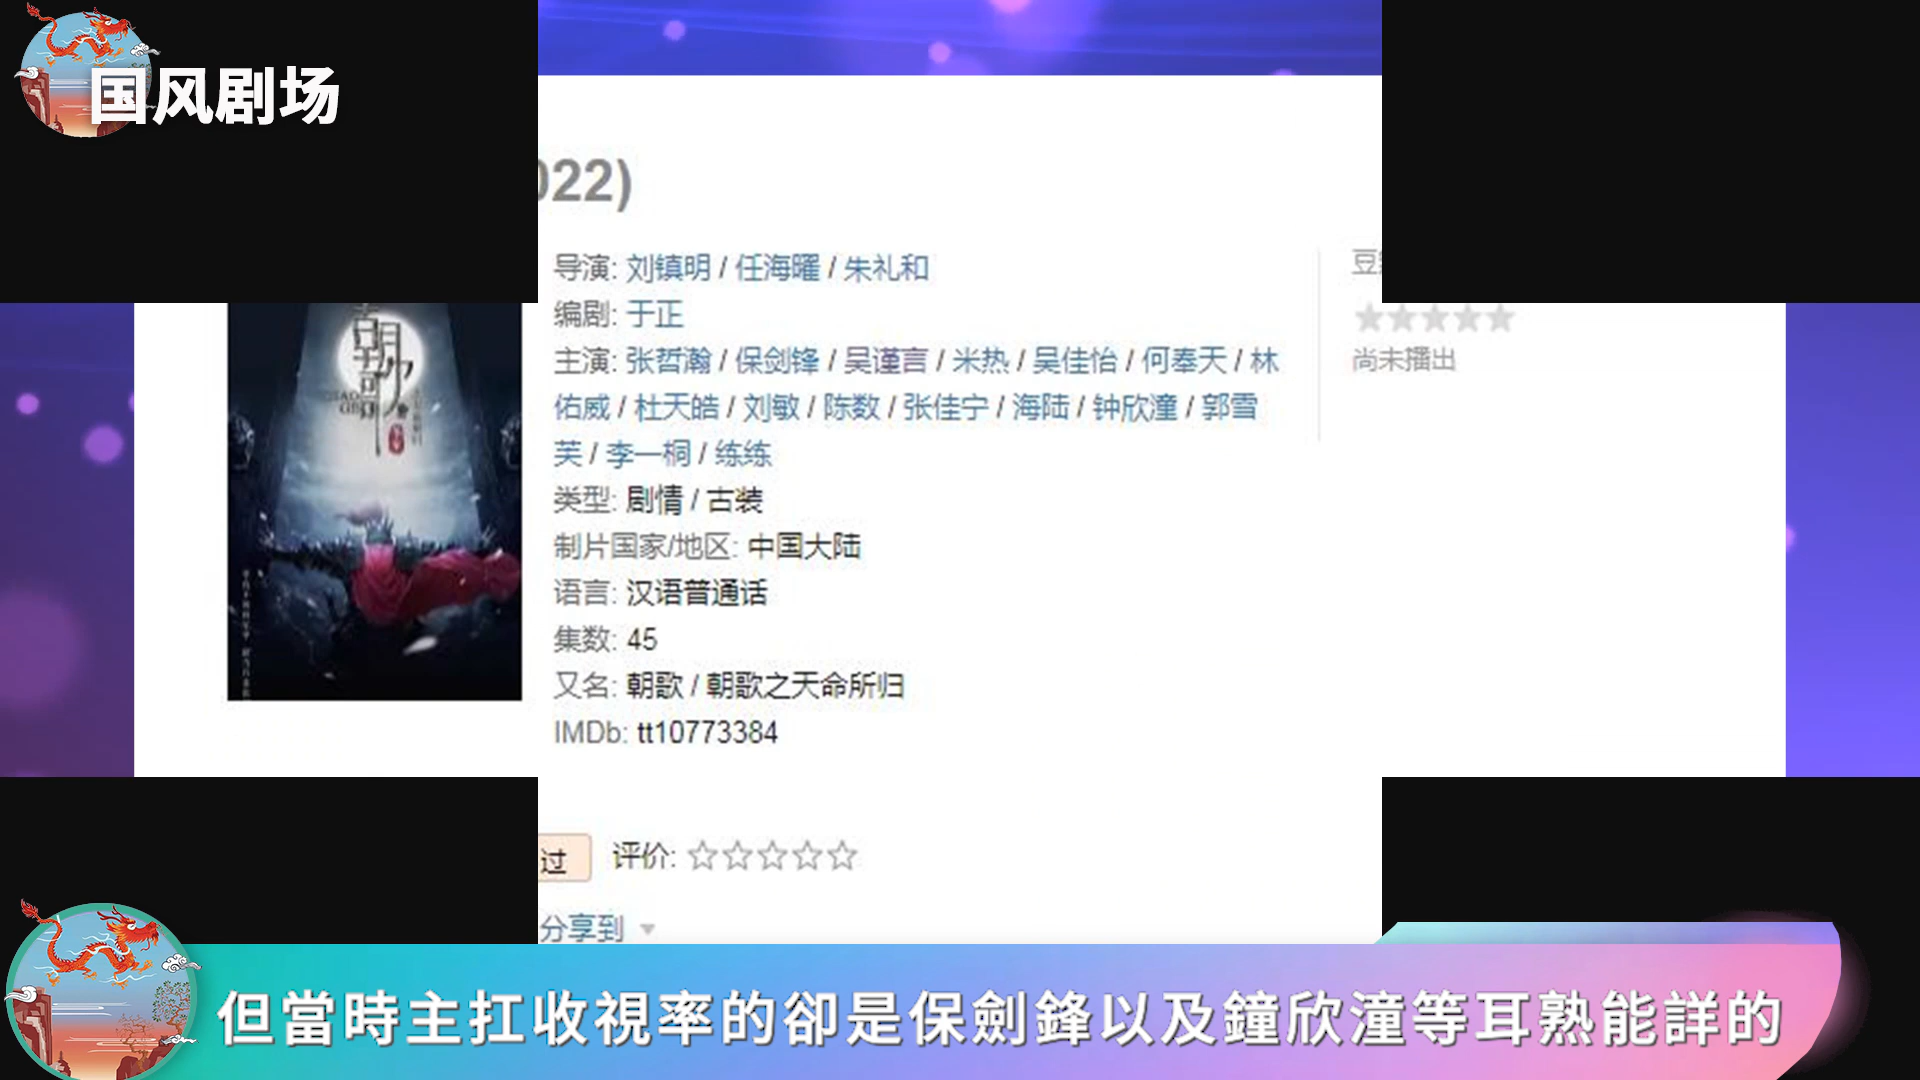 国风剧场
022)
导演: 刘镇明 / 任海曜 / 朱礼和
编剧: 于正
主演: 张哲瀚 / 保剑锋 / 吴谨言 / 米热 / 吴佳怡 / 何奉天 / 林
佑威 / 杜天皓 / 刘敏 / 陈数 / 张佳宁 / 海陆 / 钟欣潼 / 郭雪
芙 / 李一桐 / 练练
类型: 剧情 / 古装
制片国家/地区: 中国大陆
语言: 汉语普通话
集数: 45
又名: 朝歌 / 朝歌之天命所归
IMDb: tt10773384
豆
尚未播出
朝歌
过
评价:
分享到
但當時主扛收視率的卻是保劍鋒以及鐘欣潼等耳熟能詳的